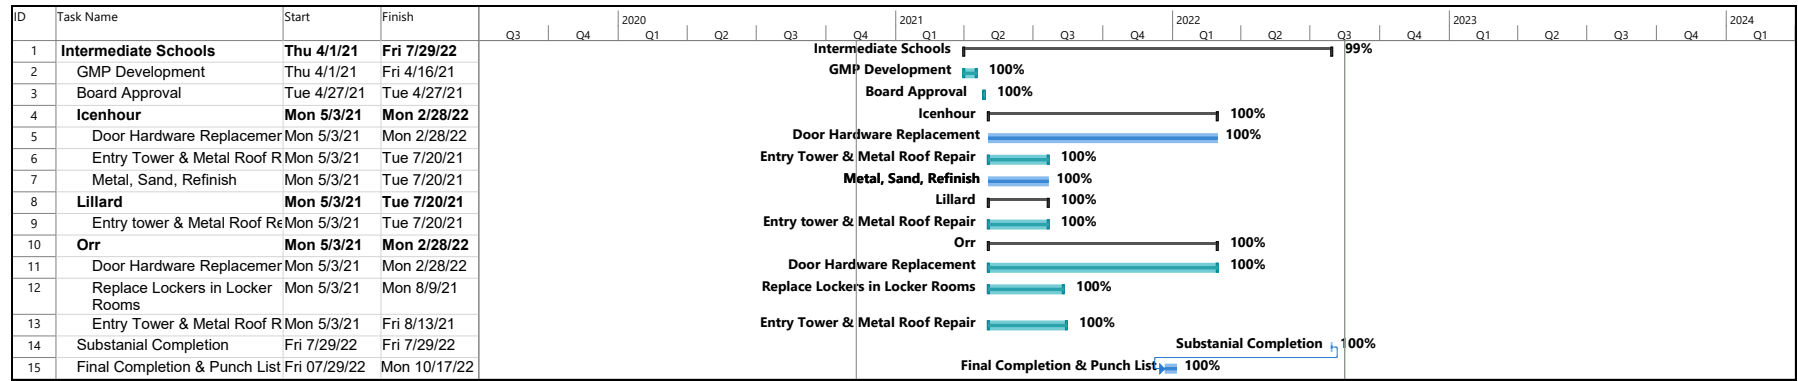 ID Task Name Start Finish 2020 2021 2022 2023 2024
Q3 Q4 Q1 Q2 Q3 Q4 Q1 Q2 Q3 Q4 Q1 Q2 Q3 Q4 Q1 Q2 Q3 Q4 Q1
1 Intermediate Schools Thu 4/1/21 Fri 7/29/22 Intermediate Schools 99%
2 GMP Development Thu 4/1/21 Fri 4/16/21 GMP Development 100%
3 Board Approval Tue 4/27/21 Tue 4/27/21 Board Approval 100%
4 Icenhour Mon 5/3/21 Mon 2/28/22 Icenhour 100%
5 Door Hardware Replacemer Mon 5/3/21 Mon 2/28/22 Door Hardware Replacement 100%
6 Entry Tower & Metal Roof R Mon 5/3/21 Tue 7/20/21 Entry Tower & Metal Roof Repair 100%
7 Metal, Sand, Refinish Mon 5/3/21 Tue 7/20/21 Metal, Sand, Refinish 100%
8 Lillard Mon 5/3/21 Tue 7/20/21 Lillard 100%
9 Entry tower & Metal Roof Re Mon 5/3/21 Tue 7/20/21 Entry tower & Metal Roof Repair 100%
10 Orr Mon 5/3/21 Mon 2/28/22 Orr 100%
11 Door Hardware Replacemer Mon 5/3/21 Mon 2/28/22 Door Hardware Replacement 100%
12 Replace Lockers in Locker Mon 5/3/21 Mon 8/9/21 Replace Lockers in Locker Rooms 100%
Rooms
13 Entry Tower & Metal Roof R Mon 5/3/21 Fri 8/13/21 Entry Tower & Metal Roof Repair 100%
14 Substanial Completion Fri 7/29/22 Fri 7/29/22 Substanial Completion 100%
15 Final Completion & Punch List Fri 07/29/22 Mon 10/17/22 Final Completion & Punch List 100%